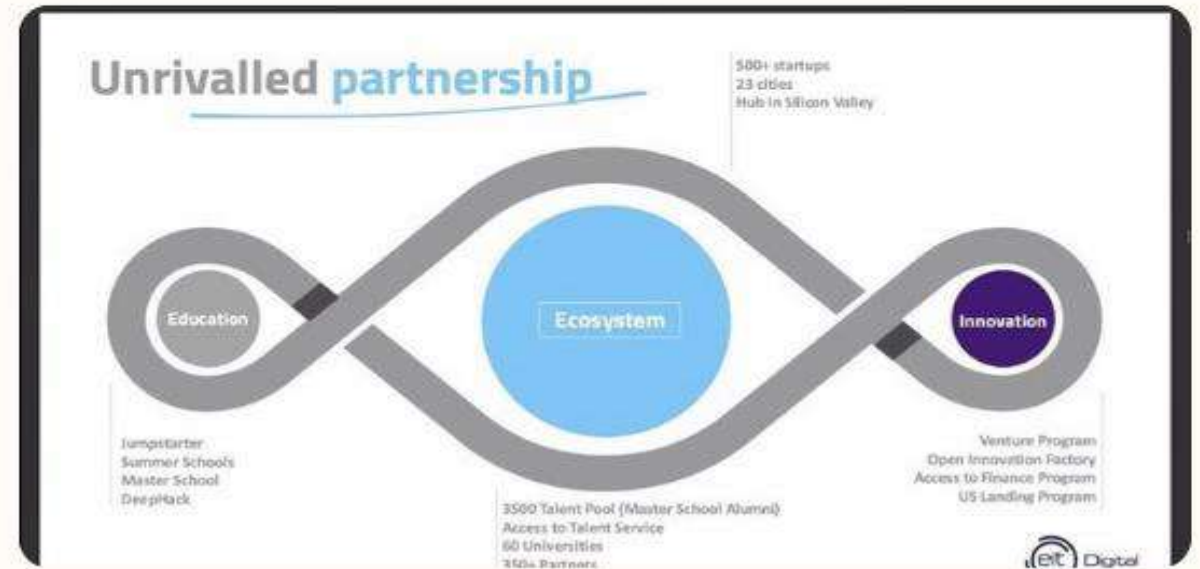 Unrivalled partnership
500+ startups
23 cities
Hub in Silicon Valley
Education
Ecosystem
Innovation
Jumpstarter
Summer Schools
Master School
DeepHack
3500 Talent Pool (Master School Alumni)
Access to Talent Service
60 Universities
350+ Partners
Venture Program
Open Innovation Factory
Access to Finance Program
US Landing Program
eit Digital